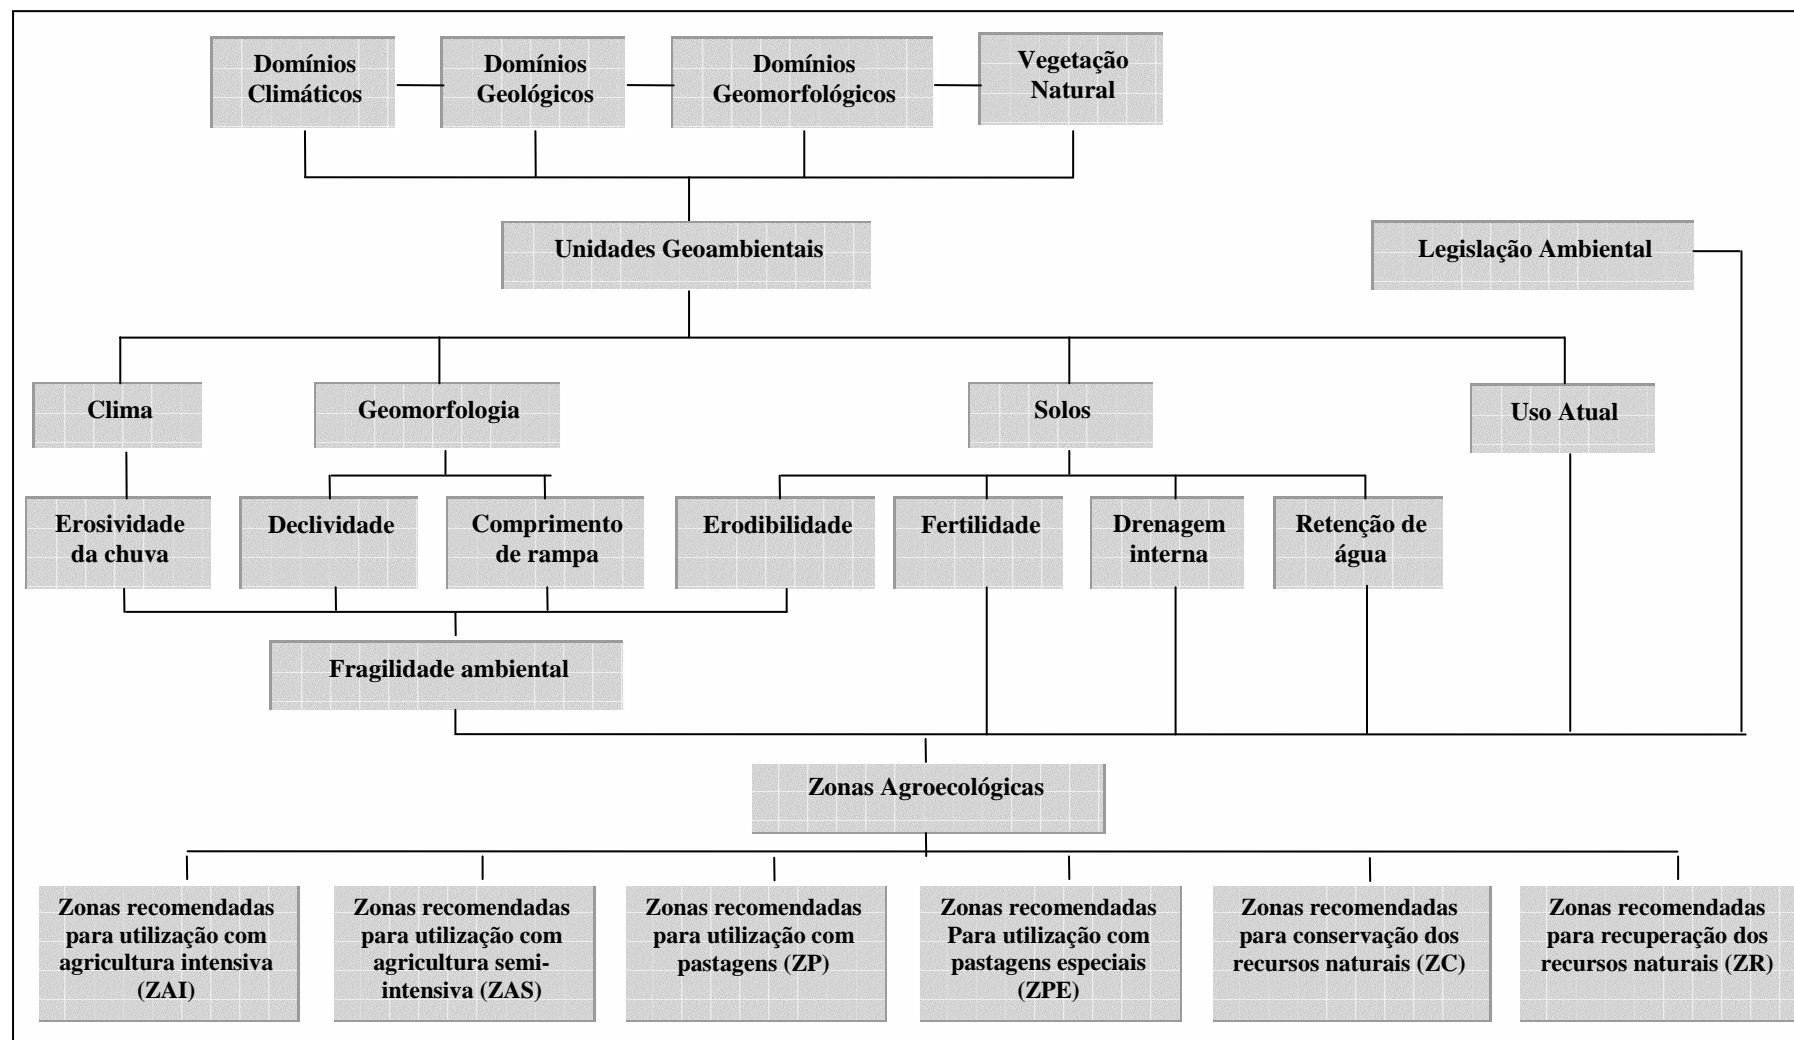 Domínios
Climáticos
Domínios
Geológicos
Domínios
Geomorfológicos
Vegetação
Natural
Unidades Geoambientais
Legislação Ambiental
Clima
Geomorfologia
Solos
Uso Atual
Erosividade
da chuva
Declividade
Comprimento
de rampa
Erodibilidade
Fertilidade
Drenagem
interna
Retenção de
água
Fragilidade ambiental
Zonas Agroecológicas
Zonas recomendadas
para utilização com
agricultura intensiva
(ZAI)
Zonas recomendadas
para utilização com
agricultura semi-
intensiva (ZAS)
Zonas recomendadas
para utilização com
pastagens (ZP)
Zonas recomendadas
Para utilização com
pastagens especiais
(ZPE)
Zonas recomendadas
para conservação dos
recursos naturais (ZC)
Zonas recomendadas
para recuperação dos
recursos naturais (ZR)